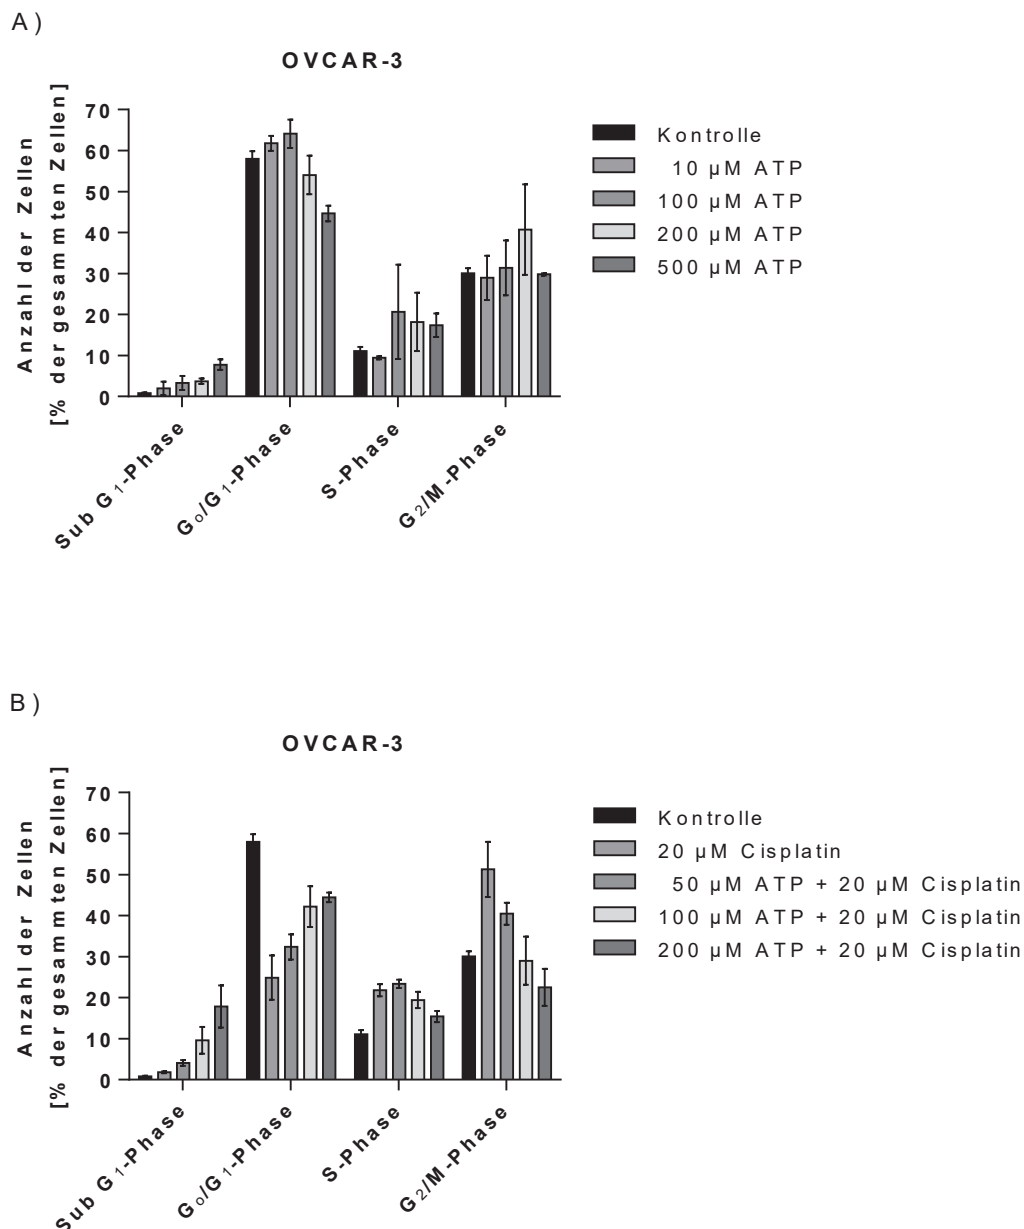 A)
OVCAR-3
Anzahl der Zellen
[% der gesammten Zellen]
70
60
50
40
30
20
10
0
Sub G₁-Phase
Gₒ/G₁-Phase
S-Phase
G₂/M-Phase
Kontrolle
10 µM ATP
100 µM ATP
200 µM ATP
500 µM ATP
B)
OVCAR-3
Anzahl der Zellen
[% der gesammten Zellen]
70
60
50
40
30
20
10
0
Sub G₁-Phase
Gₒ/G₁-Phase
S-Phase
G₂/M-Phase
Kontrolle
20 µM Cisplatin
50 µM ATP + 20 µM Cisplatin
100 µM ATP + 20 µM Cisplatin
200 µM ATP + 20 µM Cisplatin